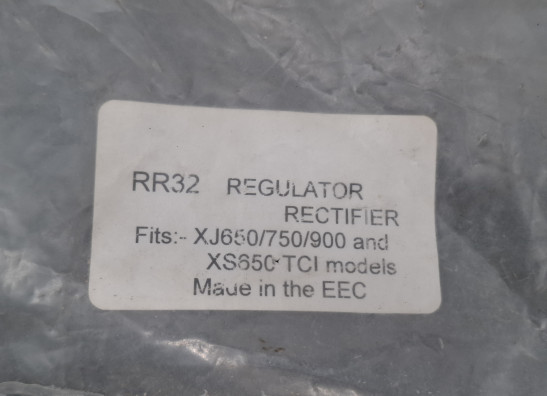 RR32 REGULATOR
RECTIFIER
Fits:- XJ650/750/900 and
XS650 TCI models
Made in the EEC